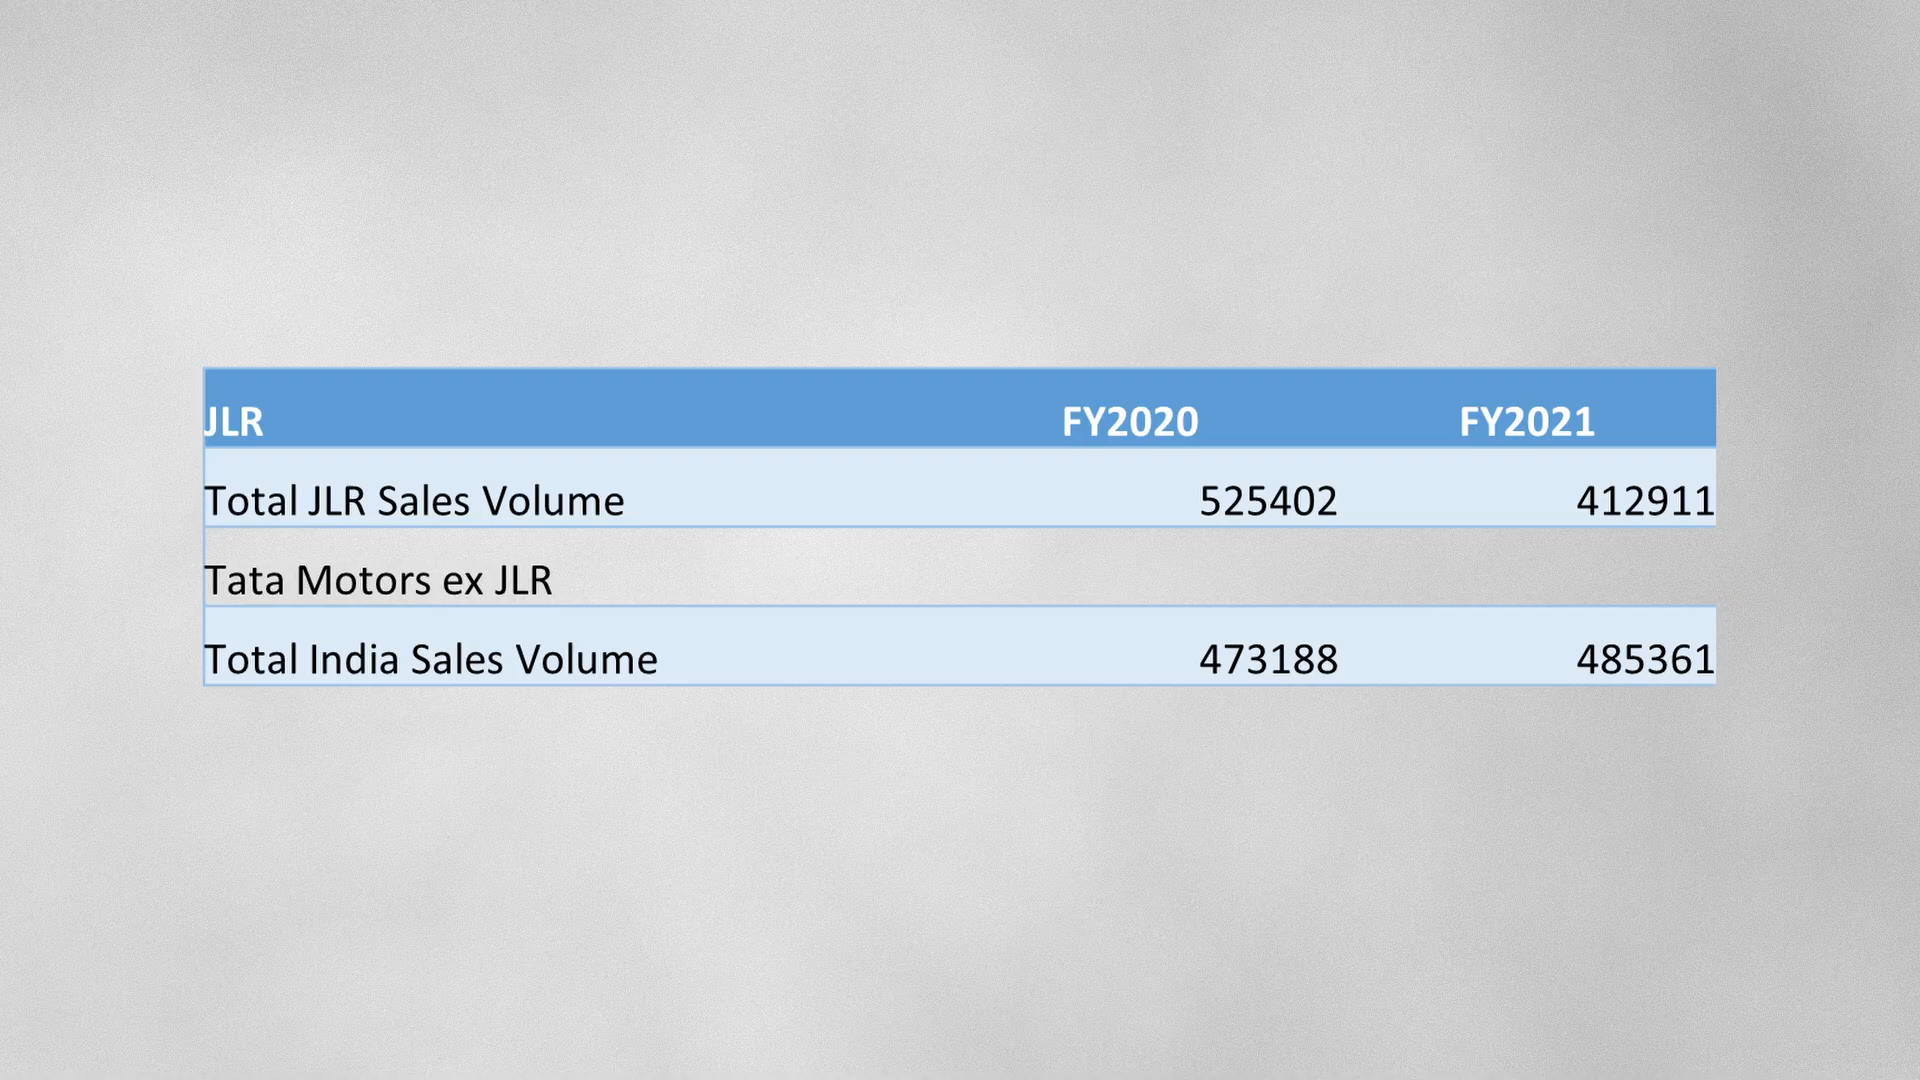 JLR FY2020 FY2021
Total JLR Sales Volume 525402 412911
Tata Motors ex JLR
Total India Sales Volume 473188 485361